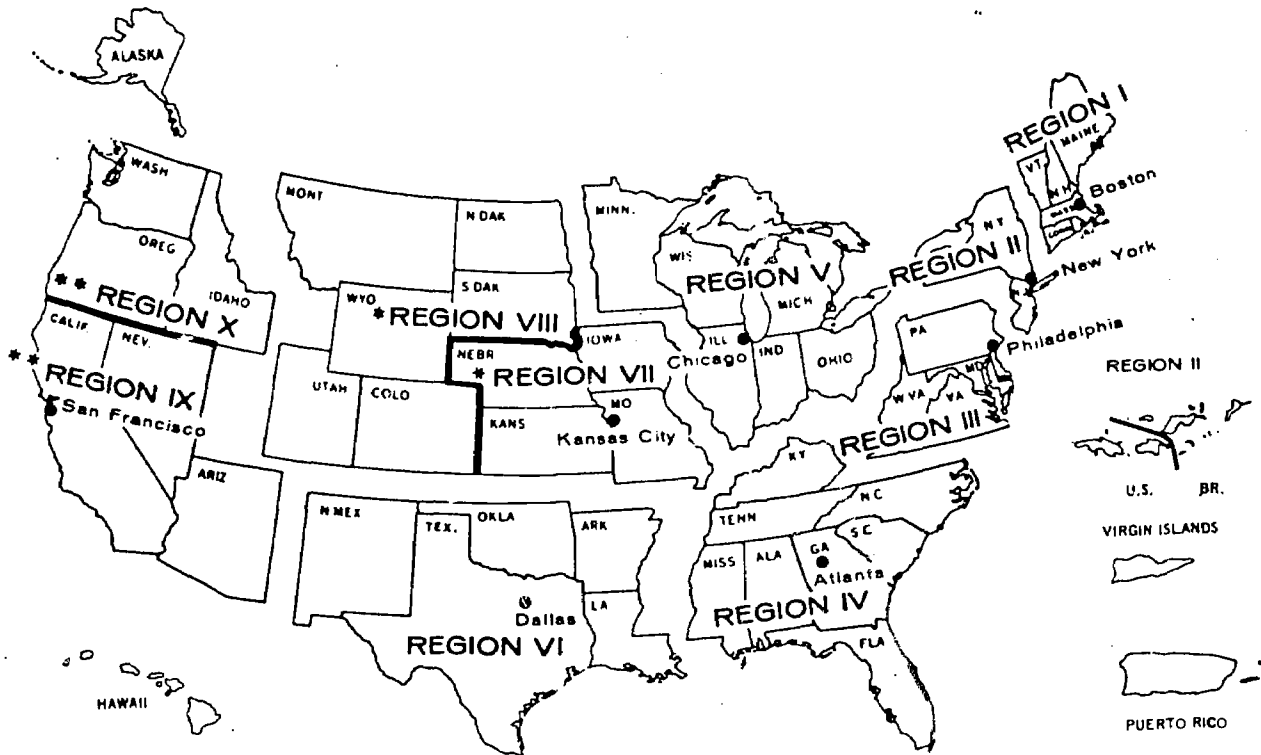 ALASKA
REGION I
MAINE
VT.
N.H.
MASS
Boston
WASH
MONT
N DAK
MINN.
OREG
N Y
WIS
REGION V
REGION II
New York
S DAK
IDAHO
WYO
MICH
** REGION X
*REGION VIII
CALIF.
NEV.
PA
Philadelphia
NEBR
IOWA
ILL
IND
OHIO
Chicago
**
REGION IX
* REGION VII
MD
REGION II
San Francisco
UTAH
COLO
W VA
VA
KANS
MO
Kansas City
REGION III
KY
ARIZ
U.S.
BR.
N MEX
OKLA
TEX.
ARK
TENN
N C
S C
VIRGIN ISLANDS
MISS
ALA
GA
Atlanta
Dallas
LA
REGION IV
REGION VI
FLA
HAWAII
PUERTO RICO